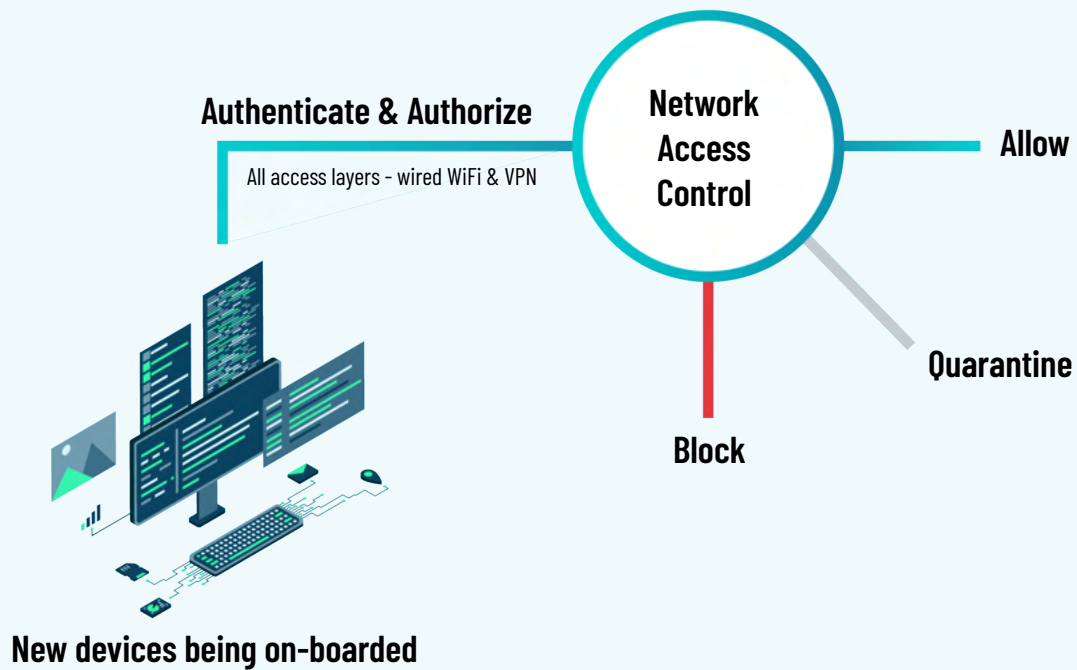 Authenticate & Authorize
All access layers - wired WiFi & VPN
Network
Access
Control
Allow
Quarantine
Block
New devices being on-boarded